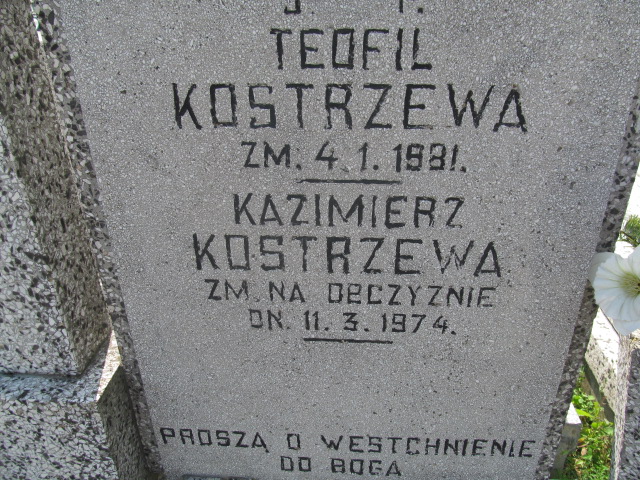 TEOFIL
KOSTRZEWA
ZM. 4.1.1981.
KAZIMIERZ
KOSTRZEWA
ZM. NA OBCZYZNIE
DN. 11.3.1974.
PROSZĄ O WESTCHNIENIE
DO BOGA